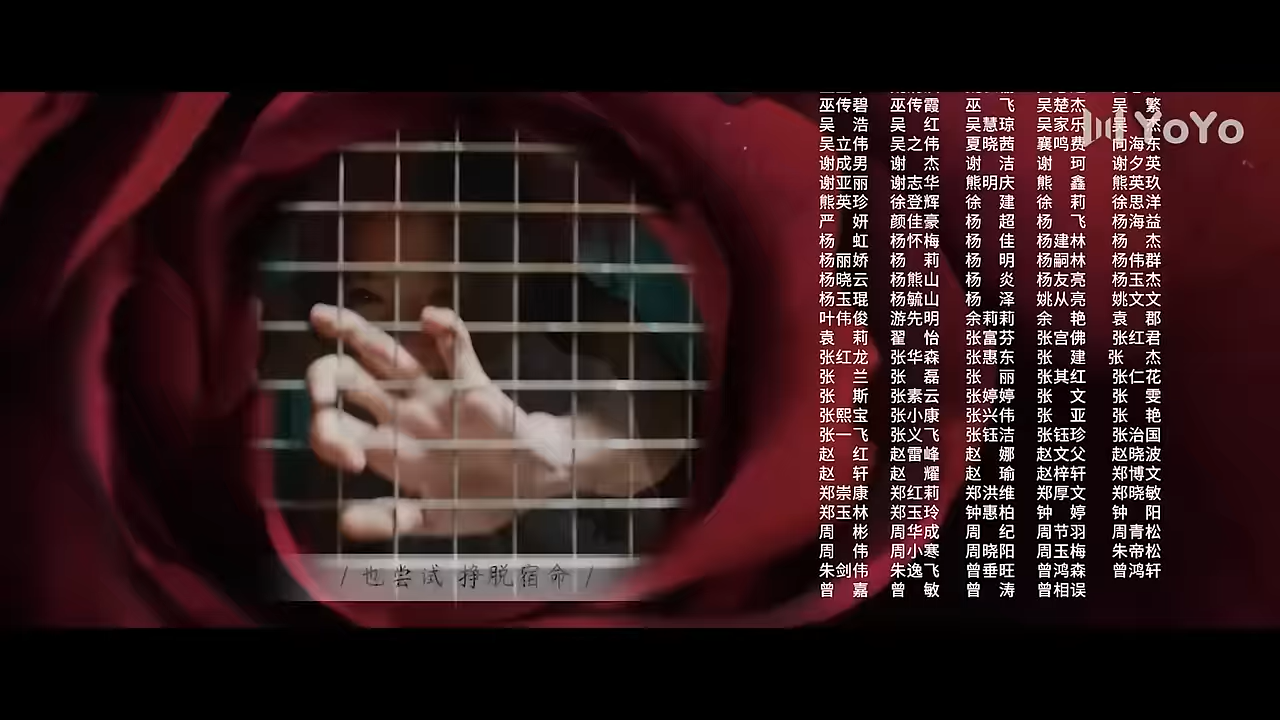 YoYo
巫传碧 巫传霞 巫 飞 吴楚杰 吴 繁
吴 浩 吴 红 吴慧琼 吴家乐 吴
吴立伟 吴之伟 夏晓茜 襄鸣费 向海东
谢成男 谢 杰 谢 洁 谢 珂 谢夕英
谢亚丽 谢志华 熊明庆 熊 鑫 熊英玖
熊英珍 徐登辉 徐 建 徐 莉 徐思洋
严 妍 颜佳豪 杨 超 杨 飞 杨海益
杨 虹 杨怀梅 杨 佳 杨建林 杨 杰
杨丽娇 杨 莉 杨 明 杨嗣林 杨伟群
杨晓云 杨熊山 杨 炎 杨友亮 杨玉杰
杨玉琨 杨毓山 杨 泽 姚从亮 姚文文
叶伟俊 游先明 余莉莉 余 艳 袁 郡
袁 莉 翟 怡 张富芬 张宫佛 张红君
张红龙 张华森 张惠东 张 建 张 杰
张 兰 张 磊 张 丽 张其红 张仁花
张 斯 张素云 张婷婷 张 文 张 雯
张熙宝 张小康 张兴伟 张 亚 张 艳
张一飞 张义飞 张钰洁 张钰珍 张治国
赵 红 赵雷峰 赵 娜 赵文父 赵晓波
赵 轩 赵 耀 赵 瑜 赵梓轩 郑博文
郑崇康 郑红莉 郑洪维 郑厚文 郑晓敏
郑玉林 郑玉玲 钟惠柏 钟 婷 钟 阳
周 彬 周华成 周 纪 周节羽 周青松
周 伟 周小寒 周晓阳 周玉梅 朱帝松
朱剑伟 朱逸飞 曾垂旺 曾鸿森 曾鸿轩
曾 嘉 曾 敏 曾 涛 曾相误
/ 也尝试 挣脱宿命 /